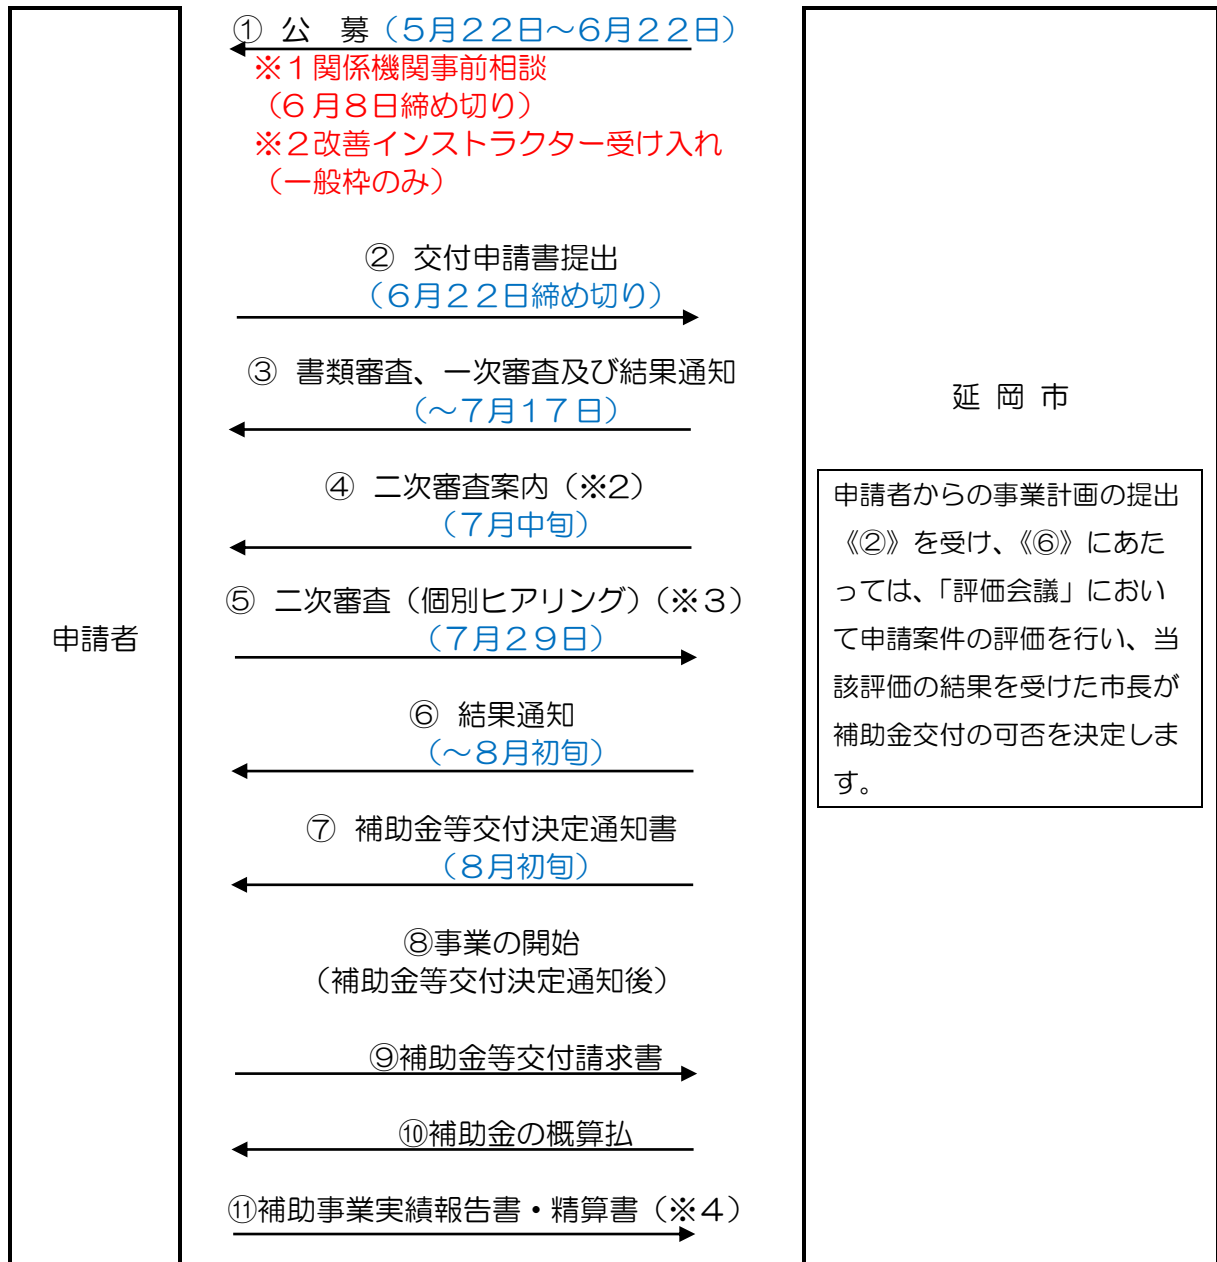 ① 公　募（５月２２日～６月２２日）
※１関係機関事前相談
（６月８日締め切り）
※２改善インストラクター受け入れ
（一般枠のみ）
② 交付申請書提出
（６月２２日締め切り）
③ 書類審査、一次審査及び結果通知
（～７月１７日）
④ 二次審査案内（※2）
（７月中旬）
⑤ 二次審査（個別ヒアリング）（※３）
（７月２９日）
⑥ 結果通知
（～８月初旬）
⑦ 補助金等交付決定通知書
（８月初旬）
⑧事業の開始
（補助金等交付決定通知後）
⑨補助金等交付請求書
⑩補助金の概算払
⑪補助事業実績報告書・精算書（※４）
申請者
延 岡 市
申請者からの事業計画の提出
《②》を受け、《⑥》にあた
っては、「評価会議」におい
て申請案件の評価を行い、当
該評価の結果を受けた市長が
補助金交付の可否を決定しま
す。